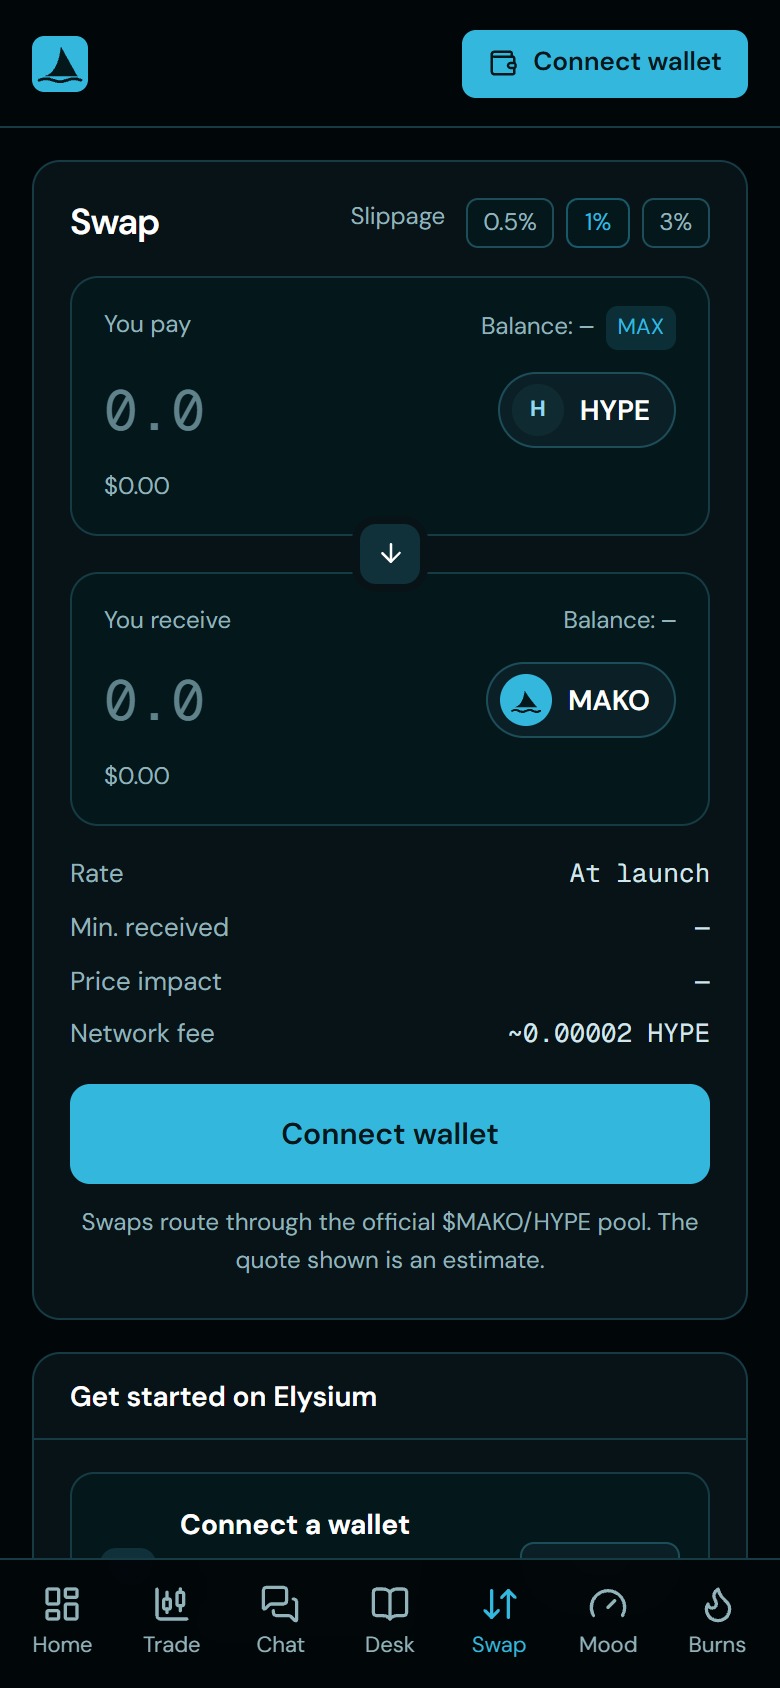 Connect wallet
Swap
Slippage 0.5% 1% 3%
You pay
Balance: – MAX
0.0
H HYPE
$0.00
You receive
Balance: –
0.0
MAKO
$0.00
Rate At launch
Min. received –
Price impact –
Network fee ~0.00002 HYPE
Connect wallet
Swaps route through the official $MAKO/HYPE pool. The
quote shown is an estimate.
Get started on Elysium
Connect a wallet
Home Trade Chat Desk Swap Mood Burns